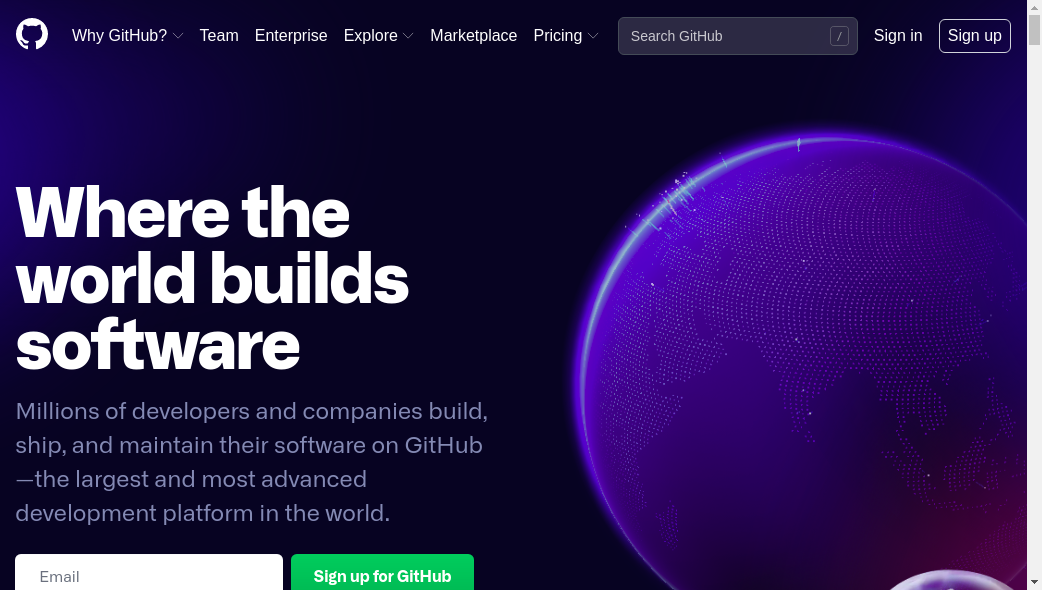 Why GitHub? Team Enterprise Explore Marketplace Pricing Search GitHub / Sign in Sign up
Where the
world builds
software
Millions of developers and companies build,
ship, and maintain their software on GitHub
—the largest and most advanced
development platform in the world.
Email Sign up for GitHub